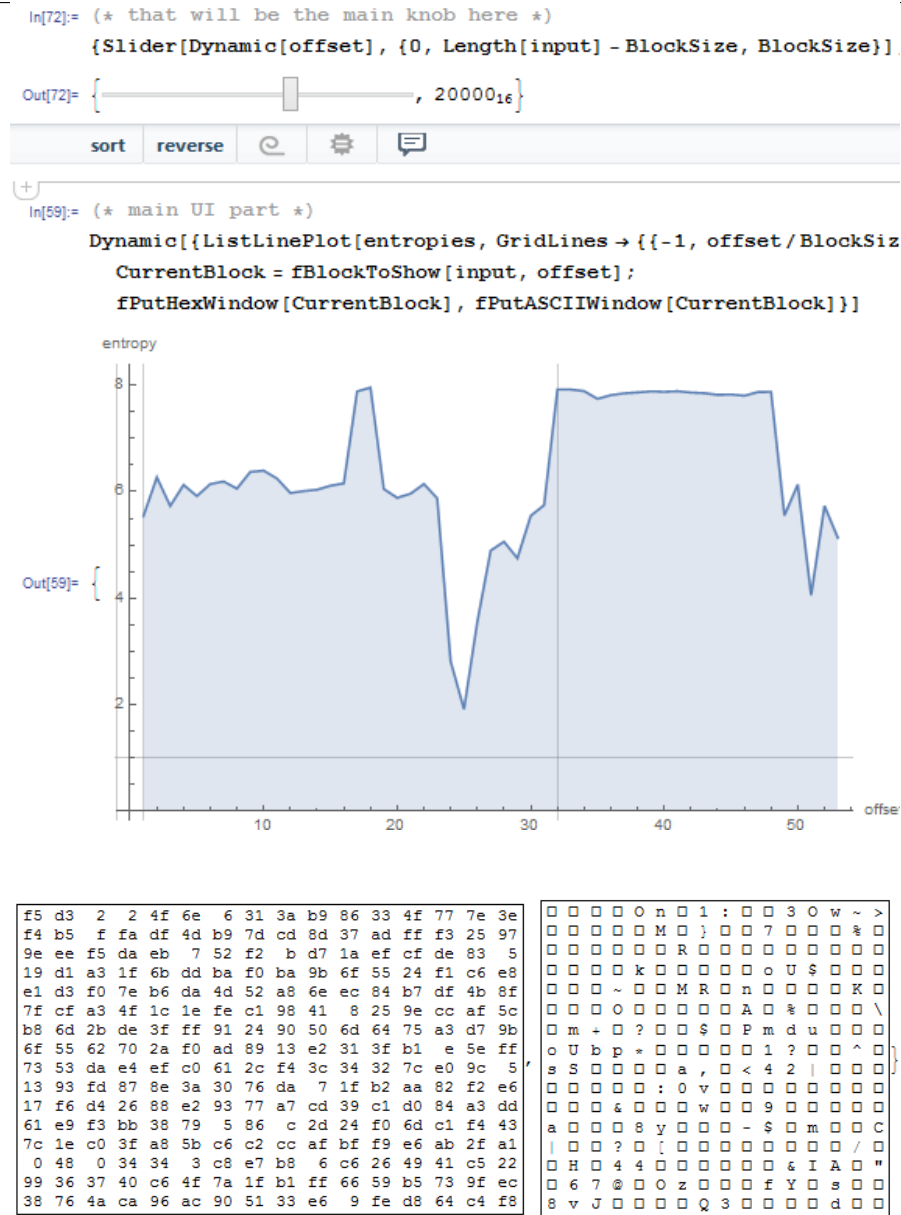 In[72]:= (* that will be the main knob here *)
{Slider[Dynamic[offset], {0, Length[input] - BlockSize, BlockSize}],
Out[72]= { , 20000₁₆}
sort reverse
In[59]:= (* main UI part *)
Dynamic[{ListLinePlot[entropies, GridLines → {{-1, offset / BlockSiz
CurrentBlock = fBlockToShow[input, offset];
fPutHexWindow[CurrentBlock], fPutASCIIWindow[CurrentBlock]}]
entropy
8
6
Out[59]= {
4
2
10 20 30 40 50 offse
f5 d3 2 2 4f 6e 6 31 3a b9 86 33 4f 77 7e 3e
f4 b5 f fa df 4d b9 7d cd 8d 37 ad ff f3 25 97
9e ee f5 da eb 7 52 f2 b d7 1a ef cf de 83 5
19 d1 a3 1f 6b dd ba f0 ba 9b 6f 55 24 f1 c6 e8
e1 d3 f0 7e b6 da 4d 52 a8 6e ec 84 b7 df 4b 8f
7f cf a3 4f 1c 1e fe c1 98 41 8 25 9e cc af 5c
b8 6d 2b de 3f ff 91 24 90 50 6d 64 75 a3 d7 9b
6f 55 62 70 2a f0 ad 89 13 e2 31 3f b1 e 5e ff
73 53 da e4 ef c0 61 2c f4 3c 34 32 7c e0 9c 5
13 93 fd 87 8e 3a 30 76 da 7 1f b2 aa 82 f2 e6
17 f6 d4 26 88 e2 93 77 a7 cd 39 c1 d0 84 a3 dd
61 e9 f3 bb 38 79 5 86 c 2d 24 f0 6d c1 f4 43
7c 1e c0 3f a8 5b c6 c2 cc af bf f9 e6 ab 2f a1
0 48 0 34 34 3 c8 e7 b8 6 c6 26 49 41 c5 22
99 36 37 40 c6 4f 7a 1f b1 ff 66 59 b5 73 9f ec
38 76 4a ca 96 ac 90 51 33 e6 9 fe d8 64 c4 f8
,
□ □ □ □ O n □ 1 : □ □ 3 O w ~ >
□ □ □ □ □ M □ } □ □ 7 □ □ □ % □
□ □ □ □ □ □ R □ □ □ □ □ □ □ □ □
□ □ □ □ k □ □ □ □ □ o U $ □ □ □
□ □ □ ~ □ □ M R □ n □ □ □ □ K □
□ □ □ O □ □ □ □ □ A □ % □ □ □ \
□ m + □ ? □ □ $ □ P m d u □ □ □
o U b p * □ □ □ □ □ 1 ? □ □ ^ □
s S □ □ □ □ a , □ < 4 2 | □ □ □
□ □ □ □ □ : 0 v □ □ □ □ □ □ □ □
□ □ □ & □ □ □ w □ □ 9 □ □ □ □ □
a □ □ □ 8 y □ □ □ - $ □ m □ □ C
| □ □ ? □ [ □ □ □ □ □ □ □ □ / □
□ H □ 4 4 □ □ □ □ □ □ & I A □ "
□ 6 7 @ □ O z □ □ □ f Y □ s □ □
8 v J □ □ □ □ Q 3 □ □ □ □ d □ □
}